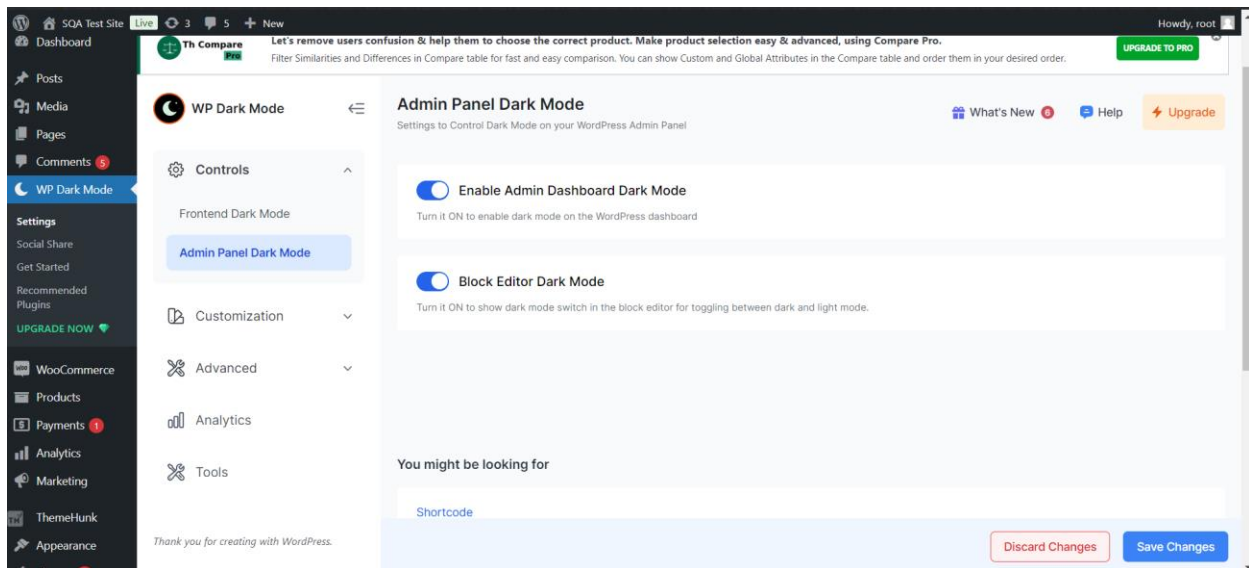 SQA Test Site Live 3 5 + New Howdy, root
Dashboard
Posts
Media
Pages
Comments 5
WP Dark Mode
Settings
Social Share
Get Started
Recommended
Plugins
UPGRADE NOW
WooCommerce
Products
Payments 1
Analytics
Marketing
ThemeHunk
Appearance
Th Compare
Pro
Let's remove users confusion & help them to choose the correct product. Make product selection easy & advanced, using Compare Pro.
Filter Similarities and Differences in Compare table for fast and easy comparison. You can show Custom and Global Attributes in the Compare table and order them in your desired order.
UPGRADE TO PRO
WP Dark Mode
Controls
Frontend Dark Mode
Admin Panel Dark Mode
Customization
Advanced
Analytics
Tools
Thank you for creating with WordPress.
Admin Panel Dark Mode
Settings to Control Dark Mode on your WordPress Admin Panel
What's New 6 Help Upgrade
Enable Admin Dashboard Dark Mode
Turn it ON to enable dark mode on the WordPress dashboard
Block Editor Dark Mode
Turn it ON to show dark mode switch in the block editor for toggling between dark and light mode.
You might be looking for
Shortcode
Discard Changes Save Changes